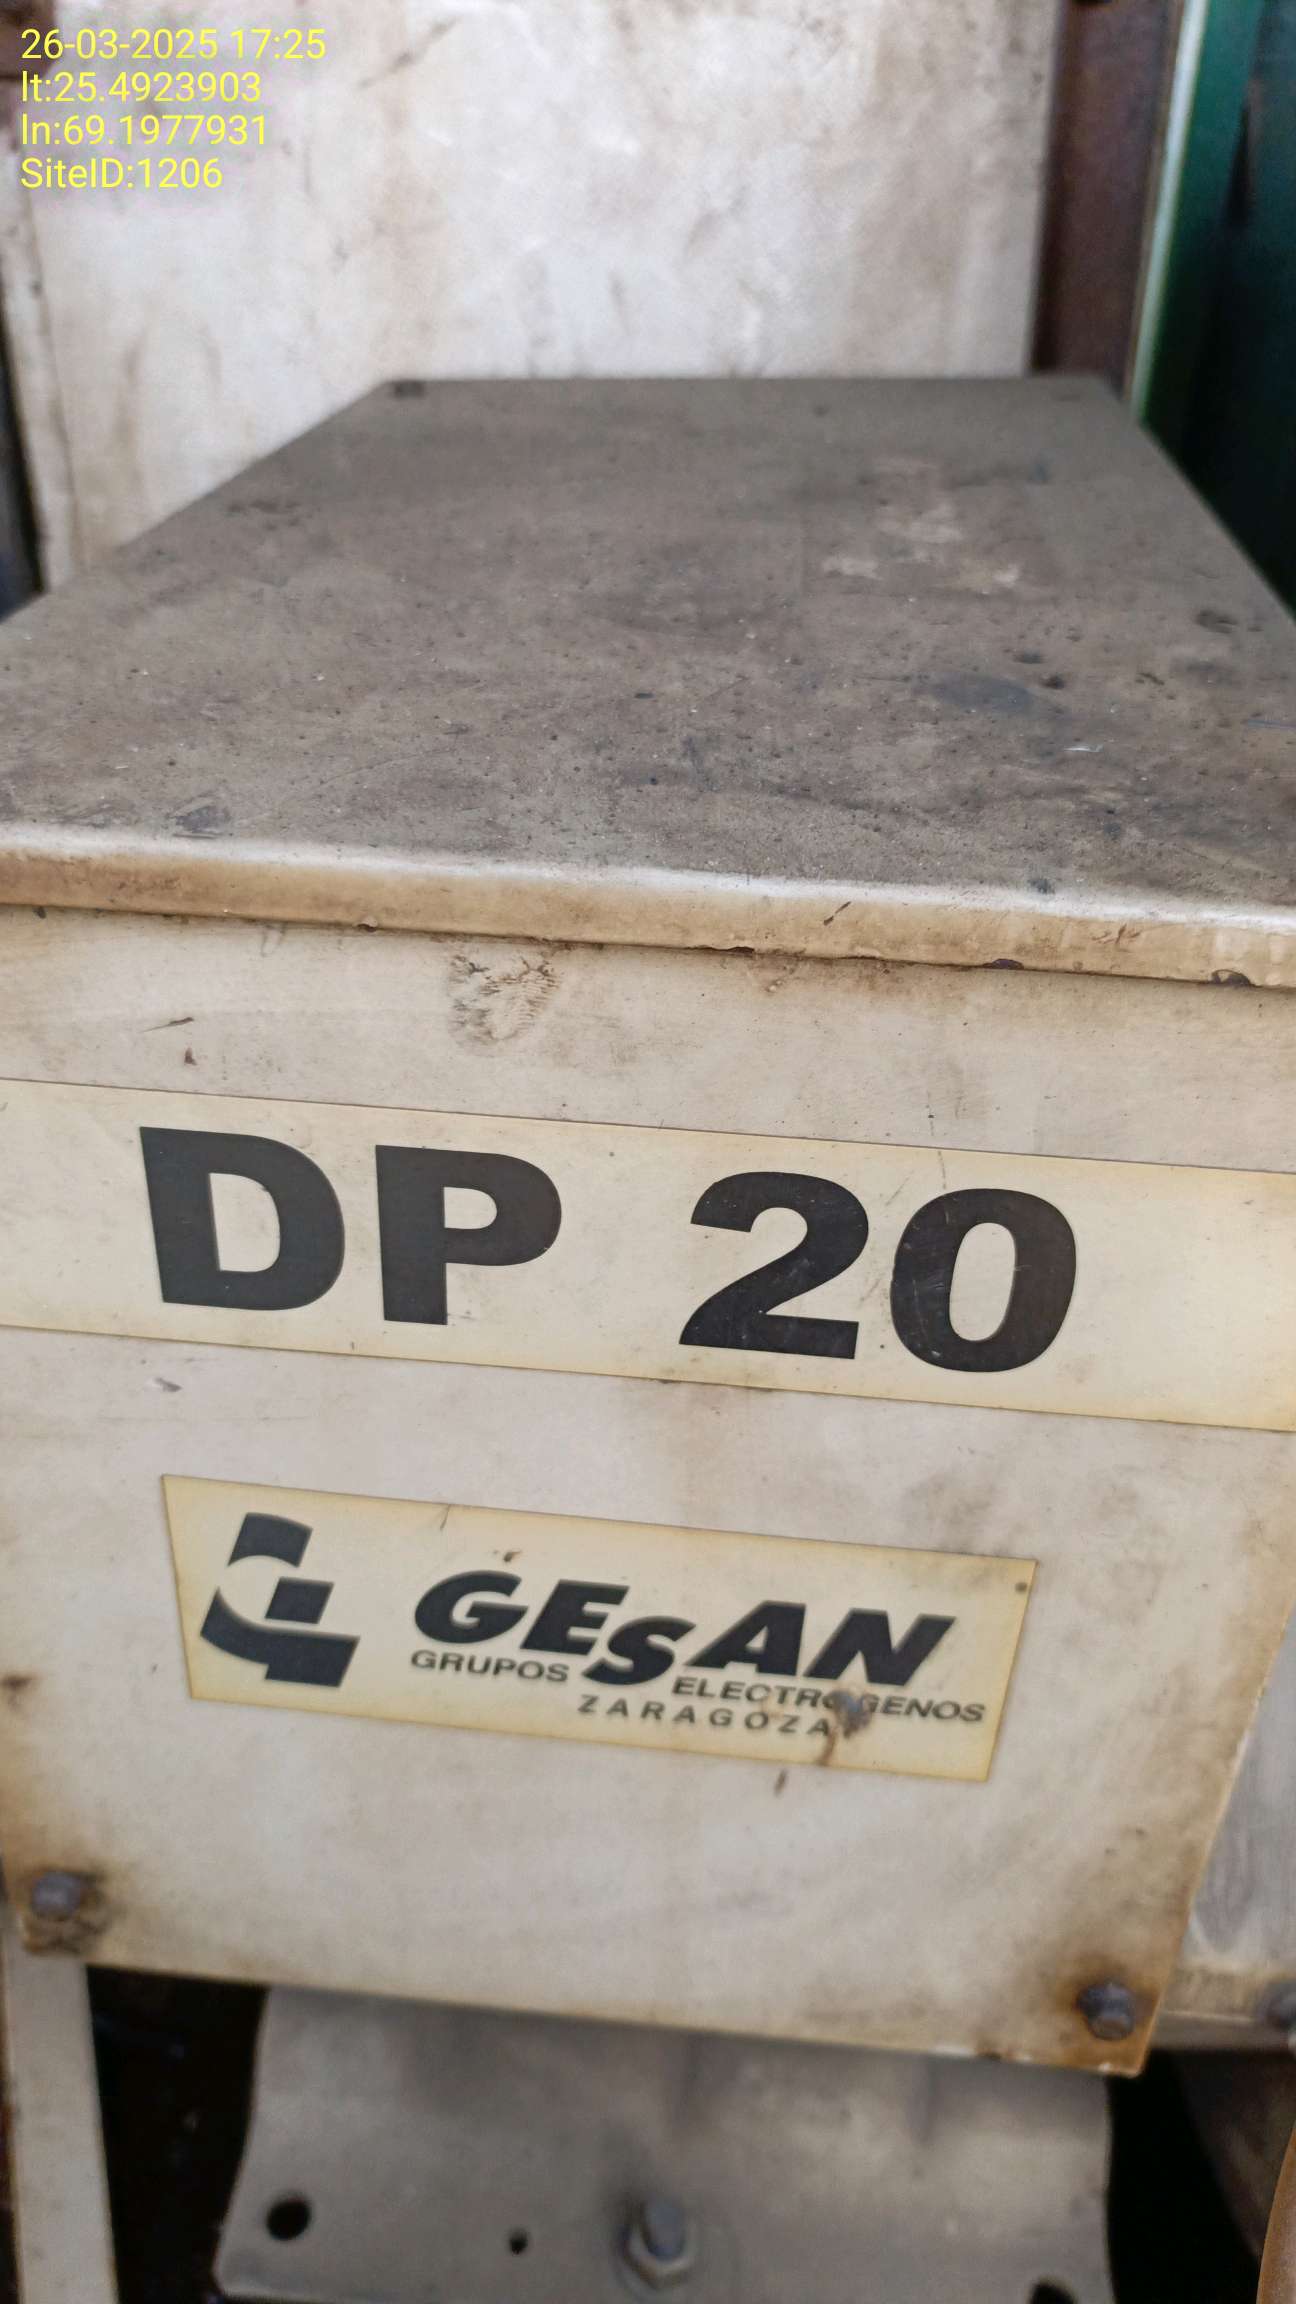 26-03-2025 17:25
lt:25.4923903
ln:69.1977931
SiteID:1206
DP 20
GESAN
GRUPOS ELECTROGENOS
ZARAGOZA